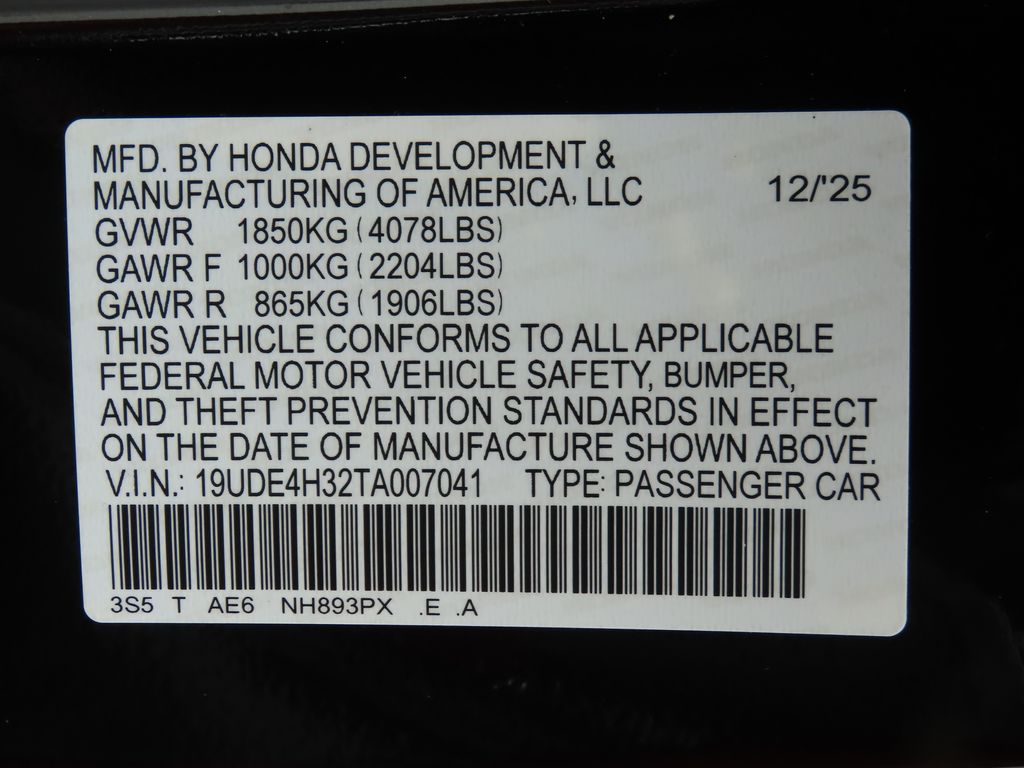 MFD. BY HONDA DEVELOPMENT &
MANUFACTURING OF AMERICA, LLC 12/'25
GVWR 1850KG (4078LBS)
GAWR F 1000KG (2204LBS)
GAWR R 865KG (1906LBS)
THIS VEHICLE CONFORMS TO ALL APPLICABLE
FEDERAL MOTOR VEHICLE SAFETY, BUMPER,
AND THEFT PREVENTION STANDARDS IN EFFECT
ON THE DATE OF MANUFACTURE SHOWN ABOVE.
V.I.N.: 19UDE4H32TA007041 TYPE: PASSENGER CAR
3S5 T AE6 NH893PX .E .A